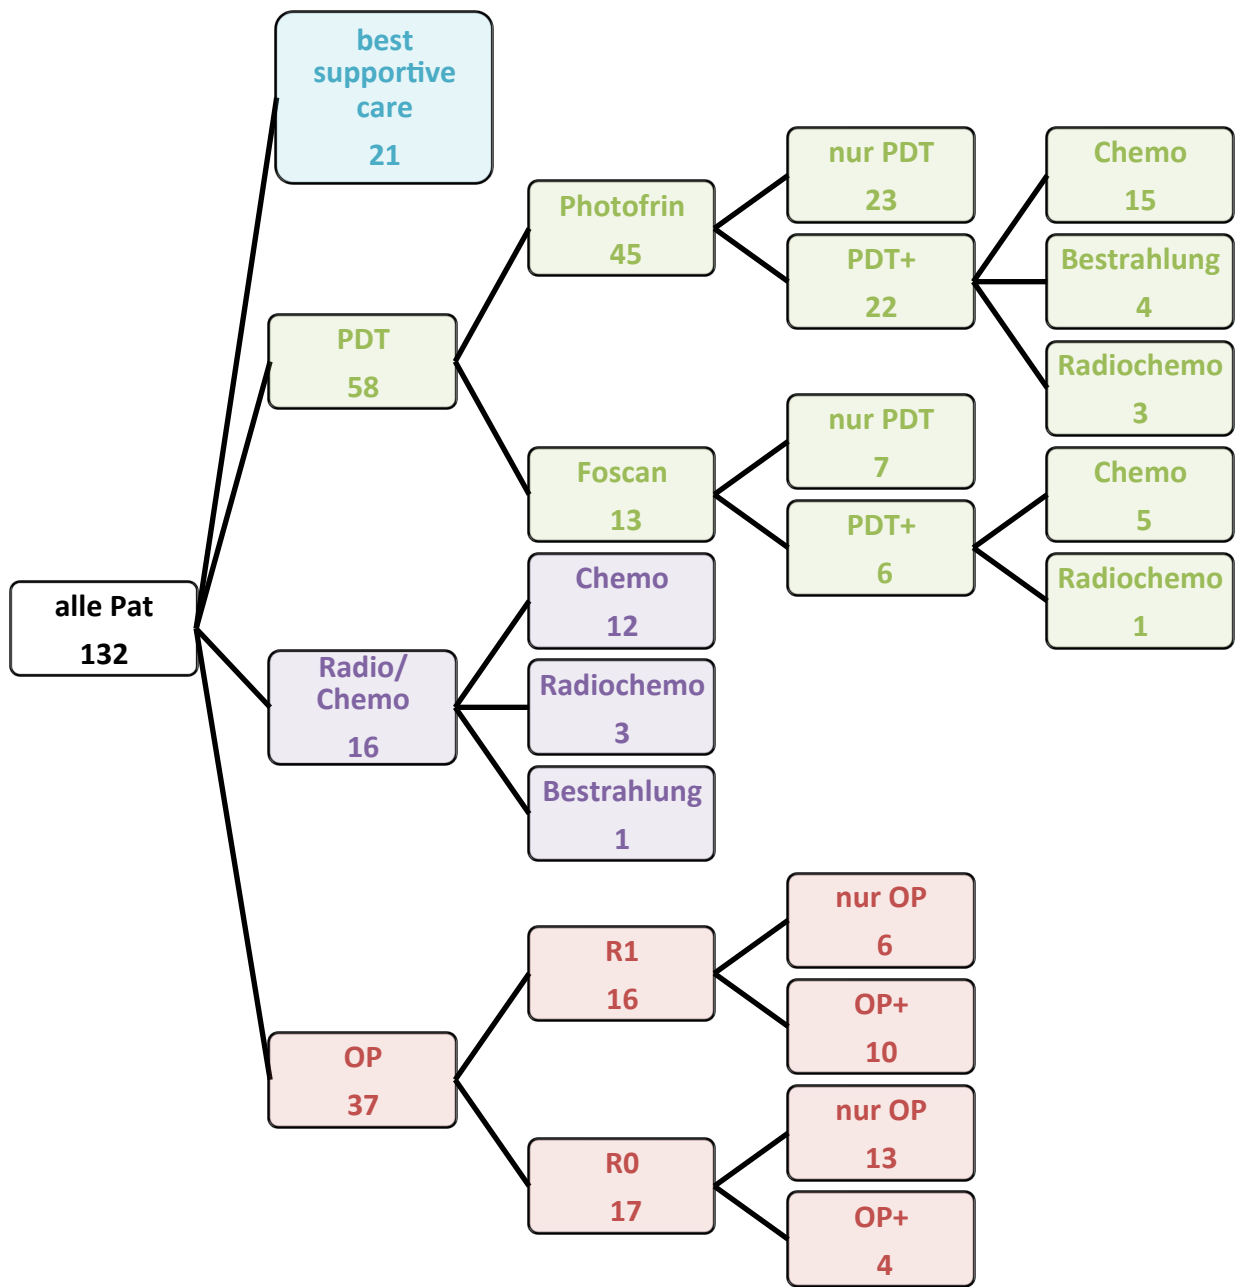 best
supportive
care
21
nur PDT
23
Chemo
15
Photofrin
45
PDT+
22
Bestrahlung
4
PDT
58
Radiochemo
3
nur PDT
7
Foscan
13
Chemo
5
PDT+
6
Radiochemo
1
alle Pat
132
Chemo
12
Radio/
Chemo
16
Radiochemo
3
Bestrahlung
1
nur OP
6
R1
16
OP+
10
OP
37
nur OP
13
R0
17
OP+
4